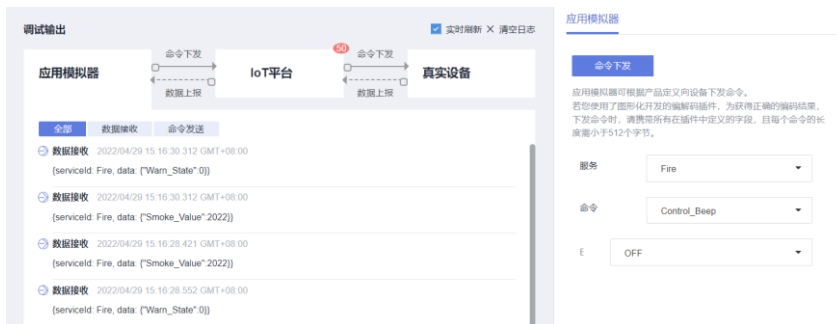 调试输出
实时刷新 清空日志
应用模拟器
命令下发
数据上报
IoT平台
50
命令下发
数据上报
真实设备
全部 数据接收 命令发送
数据接收 2022/04/29 15:16:30.312 GMT+08:00
{serviceId: Fire, data: {"Warn_State":0}}
数据接收 2022/04/29 15:16:30.312 GMT+08:00
{serviceId: Fire, data: {"Smoke_Value":2022}}
数据接收 2022/04/29 15:16:28.421 GMT+08:00
{serviceId: Fire, data: {"Smoke_Value":2022}}
数据接收 2022/04/29 15:16:28.552 GMT+08:00
{serviceId: Fire, data: {"Warn_State":0}}
应用模拟器
命令下发
应用模拟器可根据产品定义向设备下发命令。
若您使用了图形化开发的编解码插件，为获得正确的编码结果，
下发命令时，请携带所有在插件中定义的字段，且每个命令的长
度需小于512个字节。
服务 Fire
命令 Control_Beep
E OFF